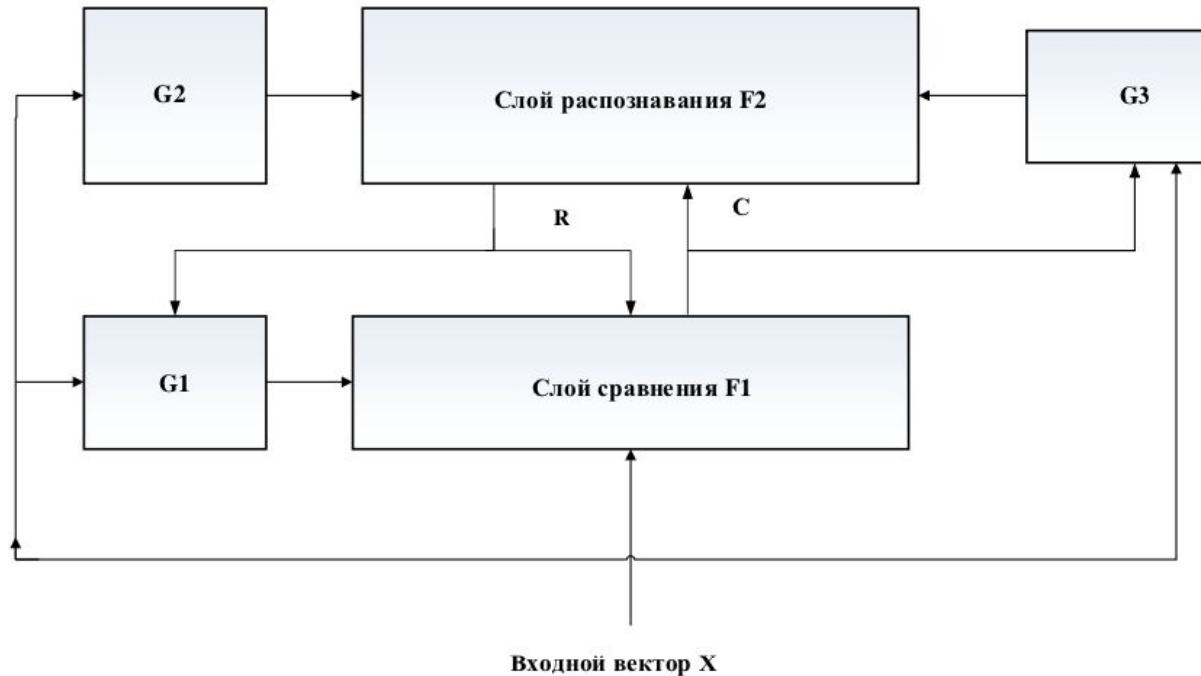 G2
Слой распознавания F2
G3
R
C
G1
Слой сравнения F1
Входной вектор X